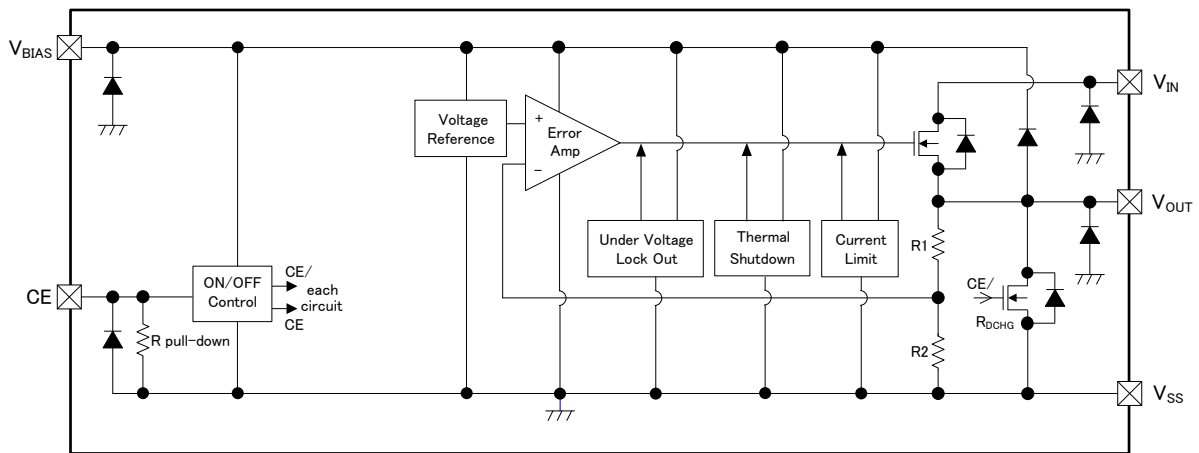 VBIAS
VIN
Voltage
Reference
+
Error
Amp
−
VOUT
Under Voltage
Lock Out
Thermal
Shutdown
Current
Limit
R1
CE
ON/OFF
Control
CE/
each
circuit
CE
R pull-down
CE/
RDCHG
R2
VSS